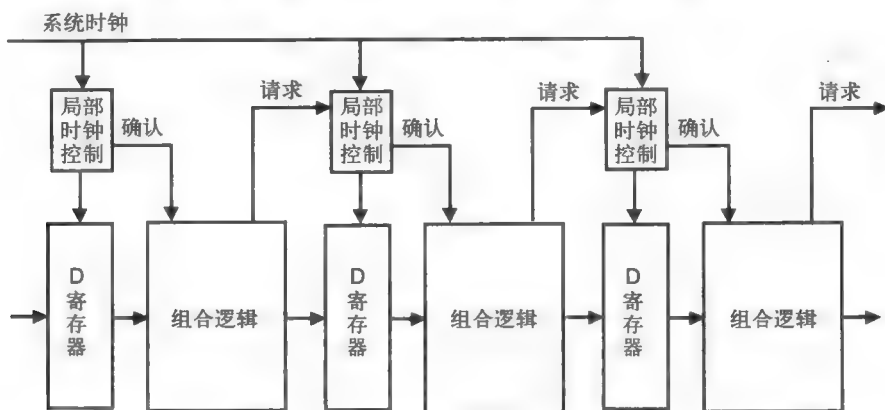 系统时钟
请求
请求
请求
局部
时钟
控制
确认
局部
时钟
控制
确认
局部
时钟
控制
确认
D
寄
存
器
组合逻辑
D
寄
存
器
组合逻辑
D
寄
存
器
组合逻辑